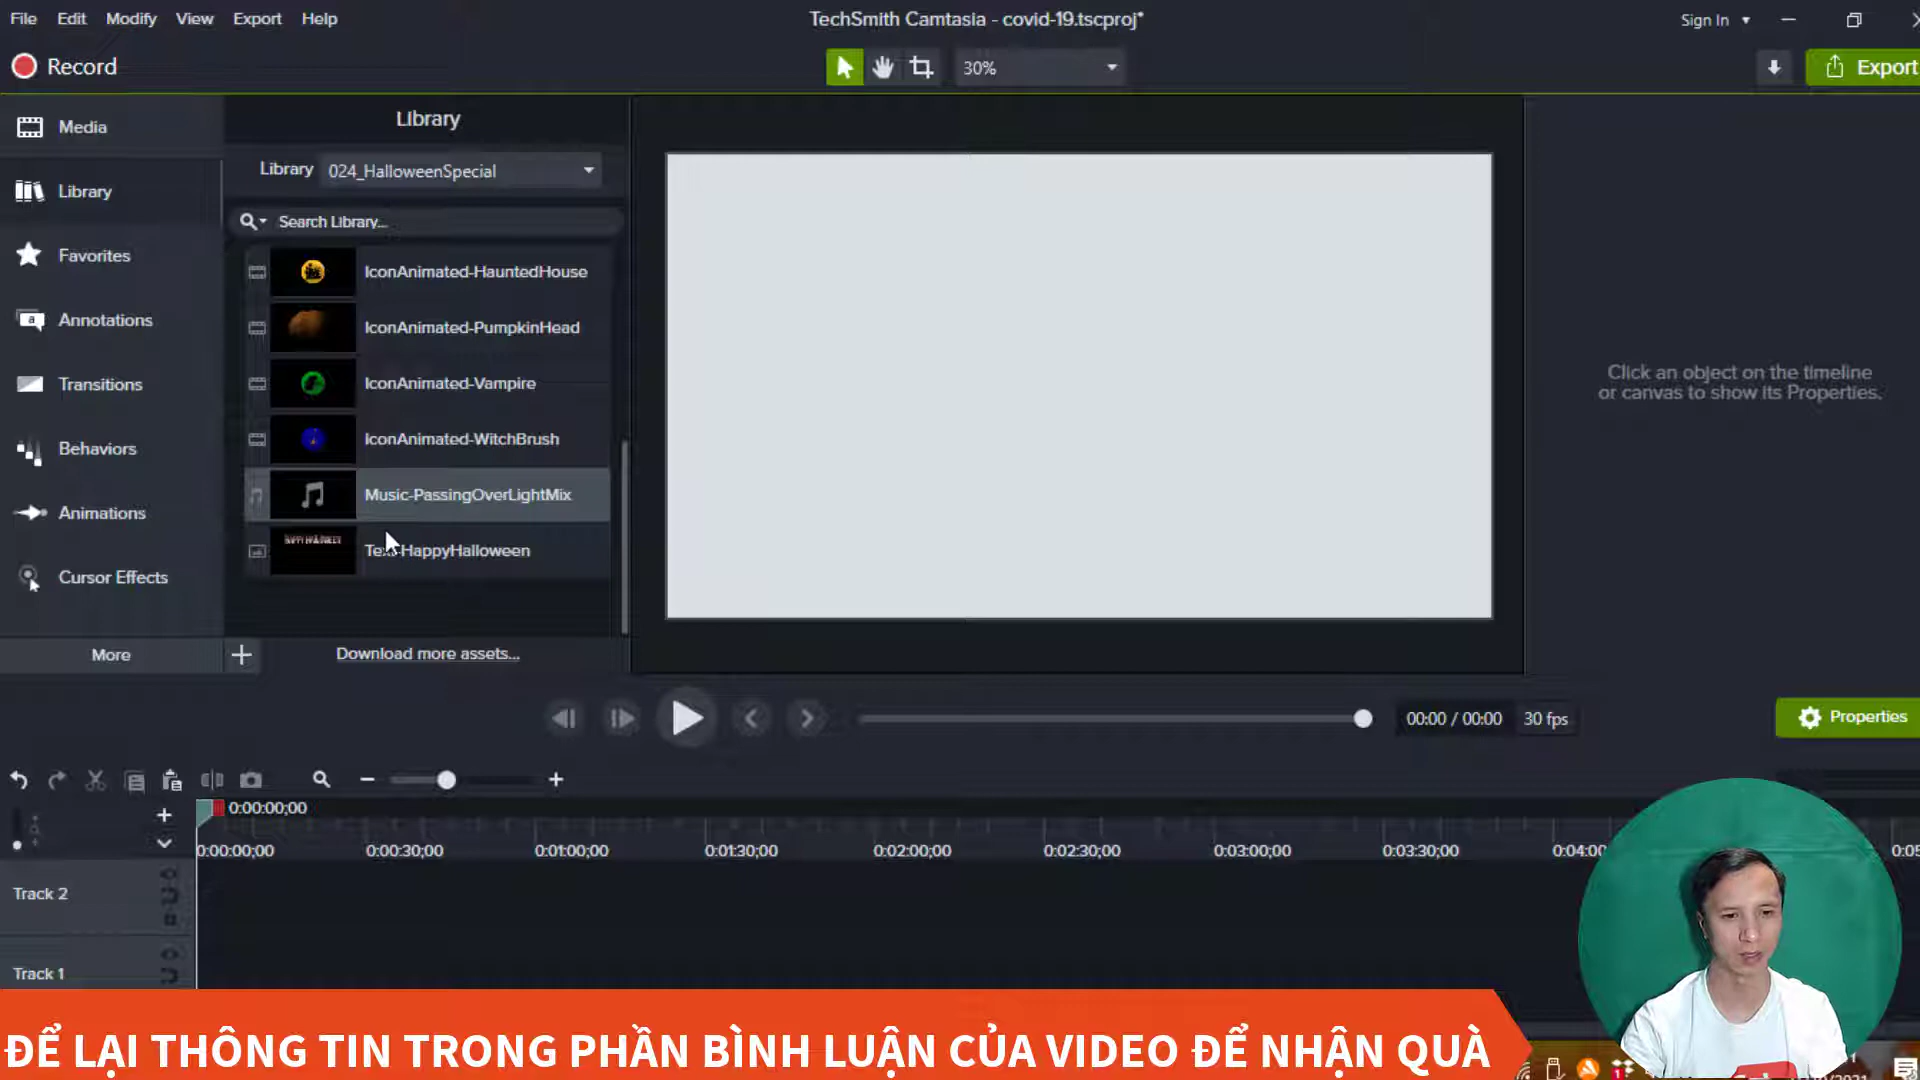 File Edit Modify View Export Help
TechSmith Camtasia - covid-19.tscproj*
Sign In
Record
30%
Export
Media
Library
Favorites
Annotations
Transitions
Behaviors
Animations
Cursor Effects
More
Library
Library 024_HalloweenSpecial
Search Library...
IconAnimated-HauntedHouse
IconAnimated-PumpkinHead
IconAnimated-Vampire
IconAnimated-WitchBrush
Music-PassingOverLightMix
HAPPY HALLOWEEN
Text-HappyHalloween
Download more assets...
Click an object on the timeline
or canvas to show its Properties.
00:00 / 00:00 30 fps
Properties
0:00:00;00
0:00:00;00 0:00:30;00 0:01:00;00 0:01:30;00 0:02:00;00 0:02:30;00 0:03:00;00 0:03:30;00
Track 2
Track 1
ĐỂ LẠI THÔNG TIN TRONG PHẦN BÌNH LUẬN CỦA VIDEO ĐỂ NHẬN QUÀ